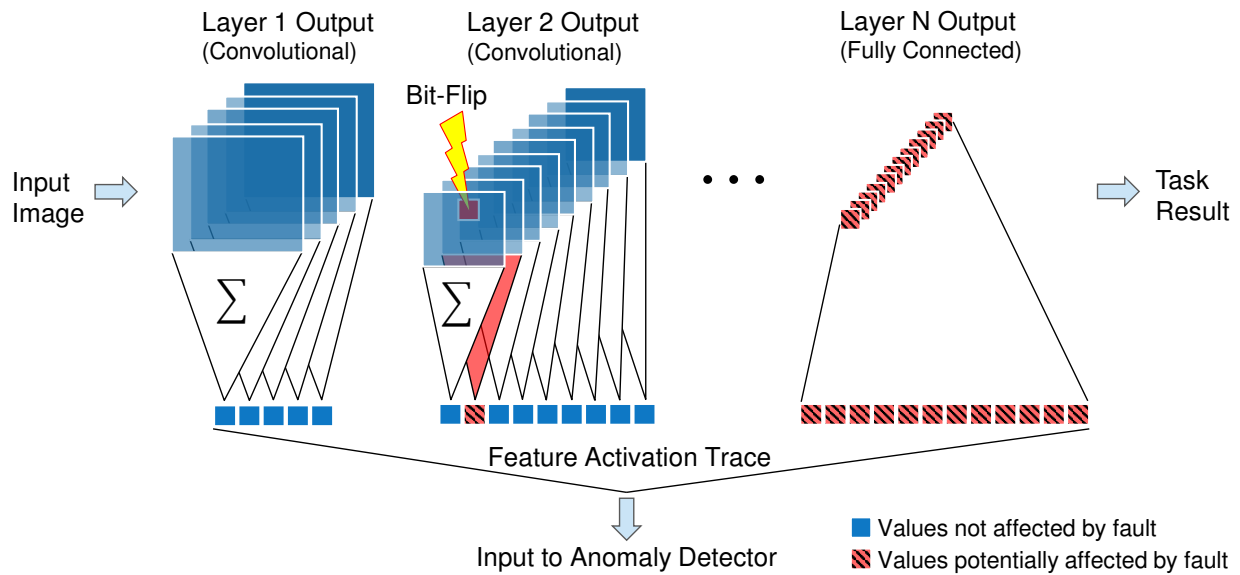 Layer 1 Output
(Convolutional)
Layer 2 Output
(Convolutional)
Layer N Output
(Fully Connected)
Bit-Flip
Input
Image
• • •
Task
Result
∑
∑
Feature Activation Trace
Input to Anomaly Detector
Values not affected by fault
Values potentially affected by fault